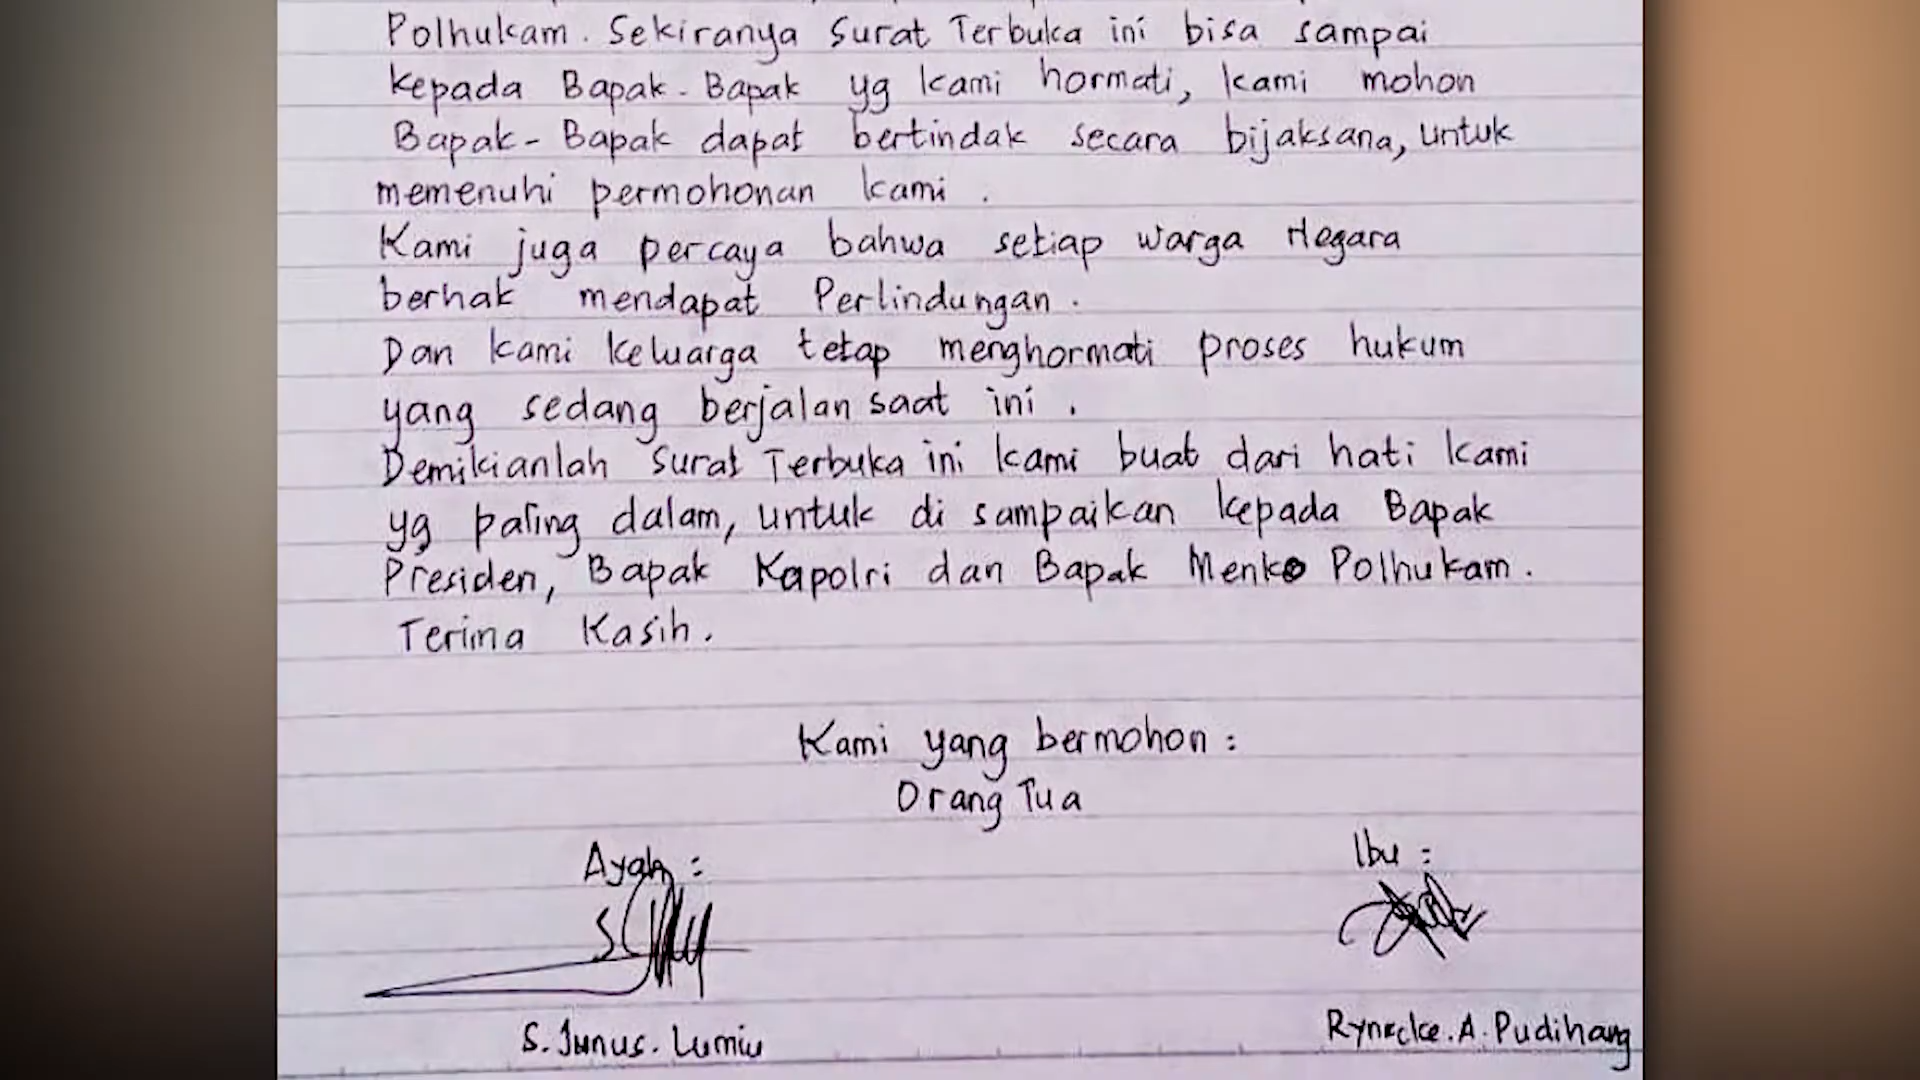 Polhukam. Sekiranya Surat Terbuka ini bisa sampai
kepada Bapak-Bapak yg kami hormati, kami mohon
Bapak-Bapak dapat bertindak secara bijaksana, untuk
memenuhi permohonan kami.
Kami juga percaya bahwa setiap warga Negara
berhak mendapat Perlindungan.
Dan kami keluarga tetap menghormati proses hukum
yang sedang berjalan saat ini.
Demikianlah Surat Terbuka ini kami buat dari hati kami
yg paling dalam, untuk di sampaikan kepada Bapak
Presiden, Bapak Kapolri dan Bapak Menko Polhukam.
Terima Kasih.
Kami yang bermohon:
Orang Tua
Ayah: Ibu:
S. Junus. Lumiu Rynecke. A. Pudihang